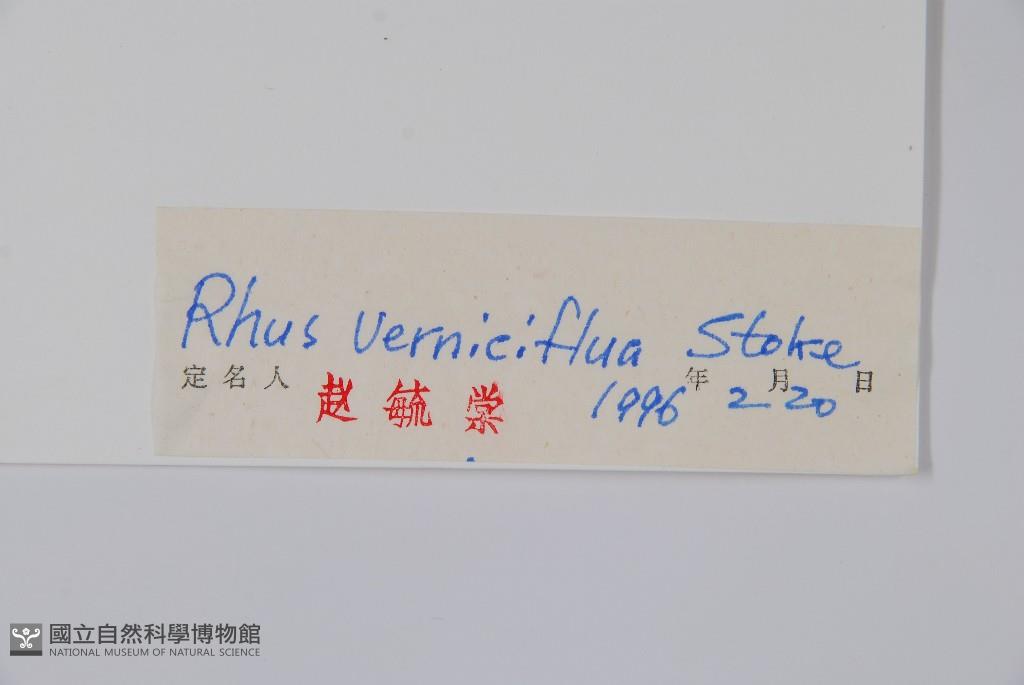 Rhus verniciflua Stoke
定名人 赵毓棠 年 月 日
1996 2 20
國立自然科學博物館
NATIONAL MUSEUM OF NATURAL SCIENCE